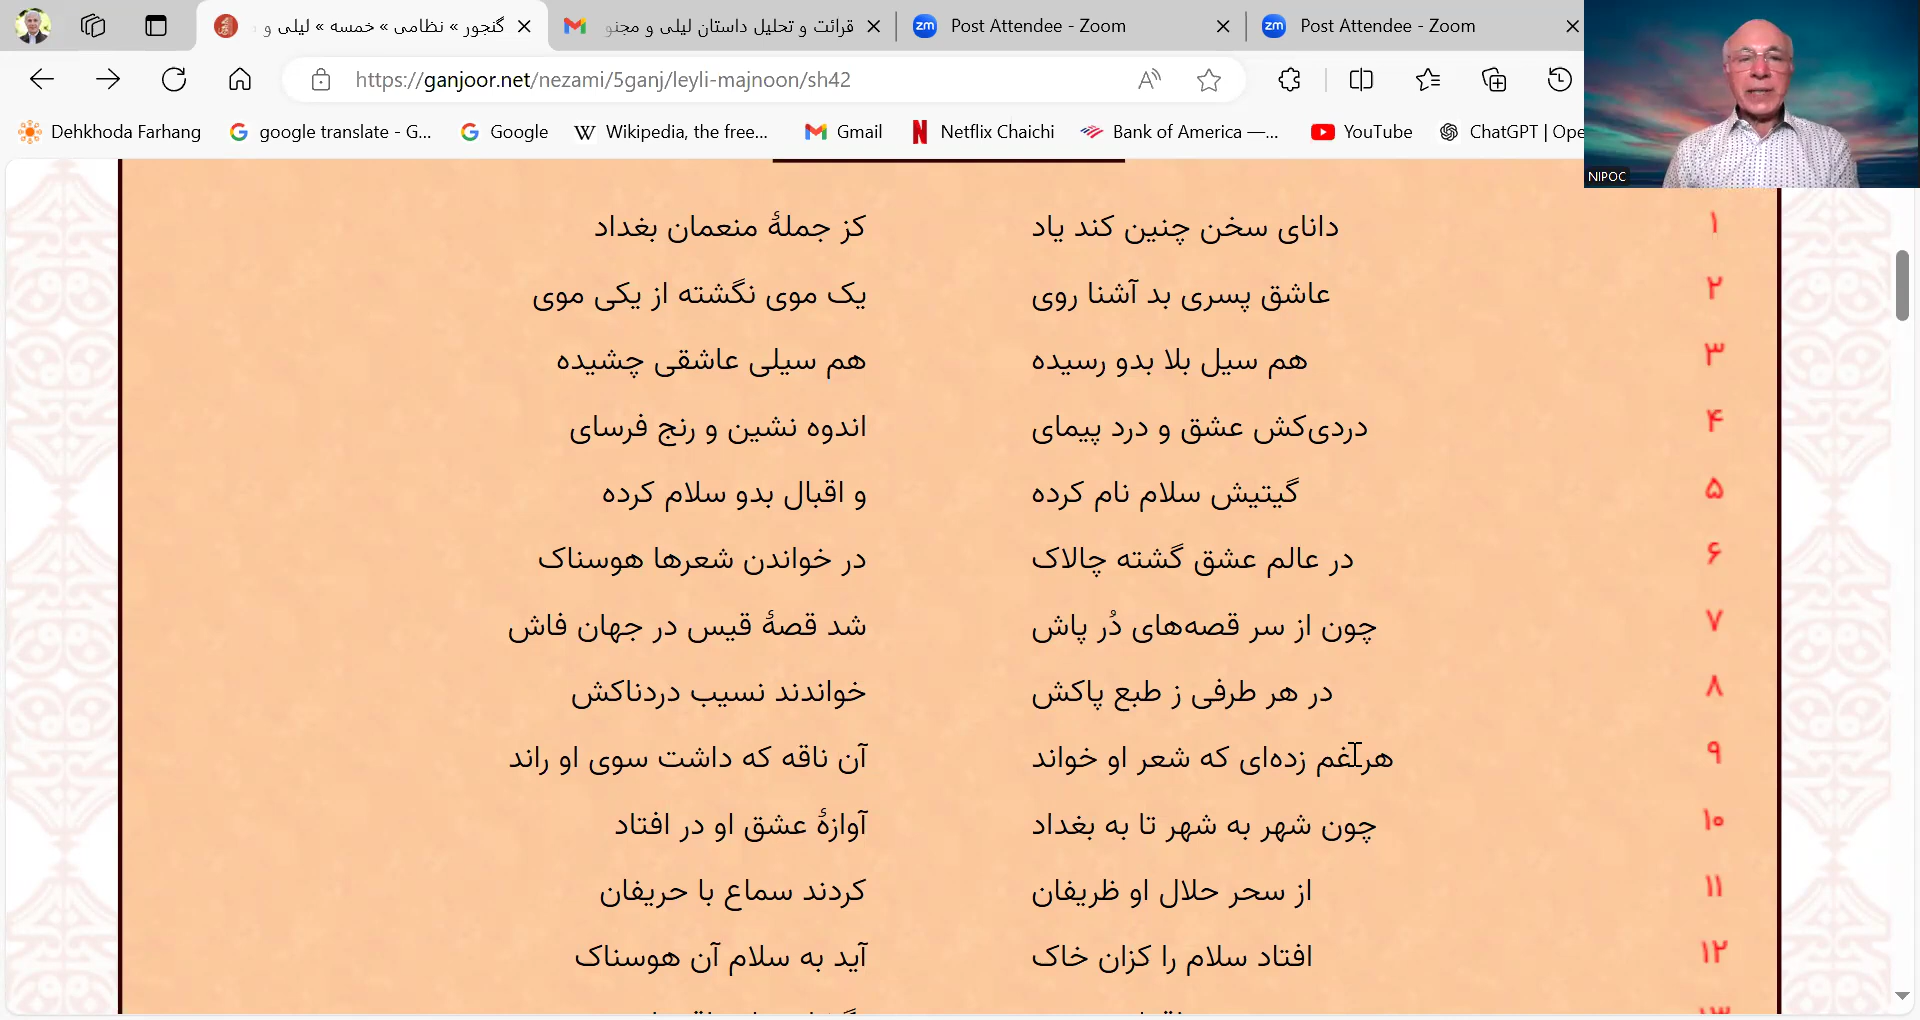 گنجور » نظامی » خمسه » لیلی و
قرائت و تحلیل داستان لیلی و مجنو
zm Post Attendee - Zoom
zm Post Attendee - Zoom
https://ganjoor.net/nezami/5ganj/leyli-majnoon/sh42
Dehkhoda Farhang
google translate - G...
Google
Wikipedia, the free...
Gmail
Netflix Chaichi
Bank of America —...
YouTube
ChatGPT | Ope
NIPOC
۱ دانای سخن چنین کند یاد کز جملهٔ منعمان بغداد
۲ عاشق پسری بد آشنا روی یک موی نگشته از یکی موی
۳ هم سیل بلا بدو رسیده هم سیلی عاشقی چشیده
۴ دردی‌کش عشق و درد پیمای اندوه نشین و رنج فرسای
۵ گیتیش سلام نام کرده و اقبال بدو سلام کرده
۶ در عالم عشق گشته چالاک در خواندن شعرها هوسناک
۷ چون از سر قصه‌های دُر پاش شد قصهٔ قیس در جهان فاش
۸ در هر طرفی ز طبع پاکش خواندند نسیب دردناکش
۹ هر غم زده‌ای که شعر او خواند آن ناقه که داشت سوی او راند
۱۰ چون شهر به شهر تا به بغداد آوازهٔ عشق او در افتاد
۱۱ از سحر حلال او ظریفان کردند سماع با حریفان
۱۲ افتاد سلام را کزان خاک آید به سلام آن هوسناک